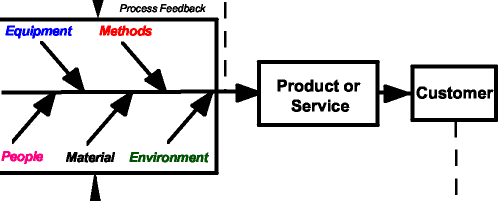 Process Feedback
Equipment Methods
Product or
Service
Customer
People Material Environment